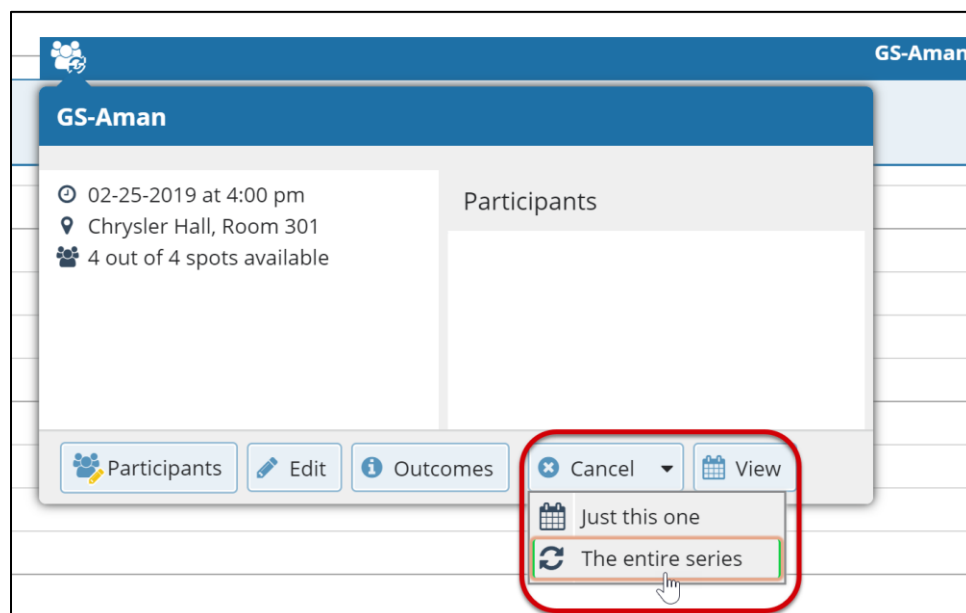 GS-Aman
GS-Aman
02-25-2019 at 4:00 pm
Chrysler Hall, Room 301
4 out of 4 spots available
Participants
Participants
Edit
Outcomes
Cancel
View
Just this one
The entire series